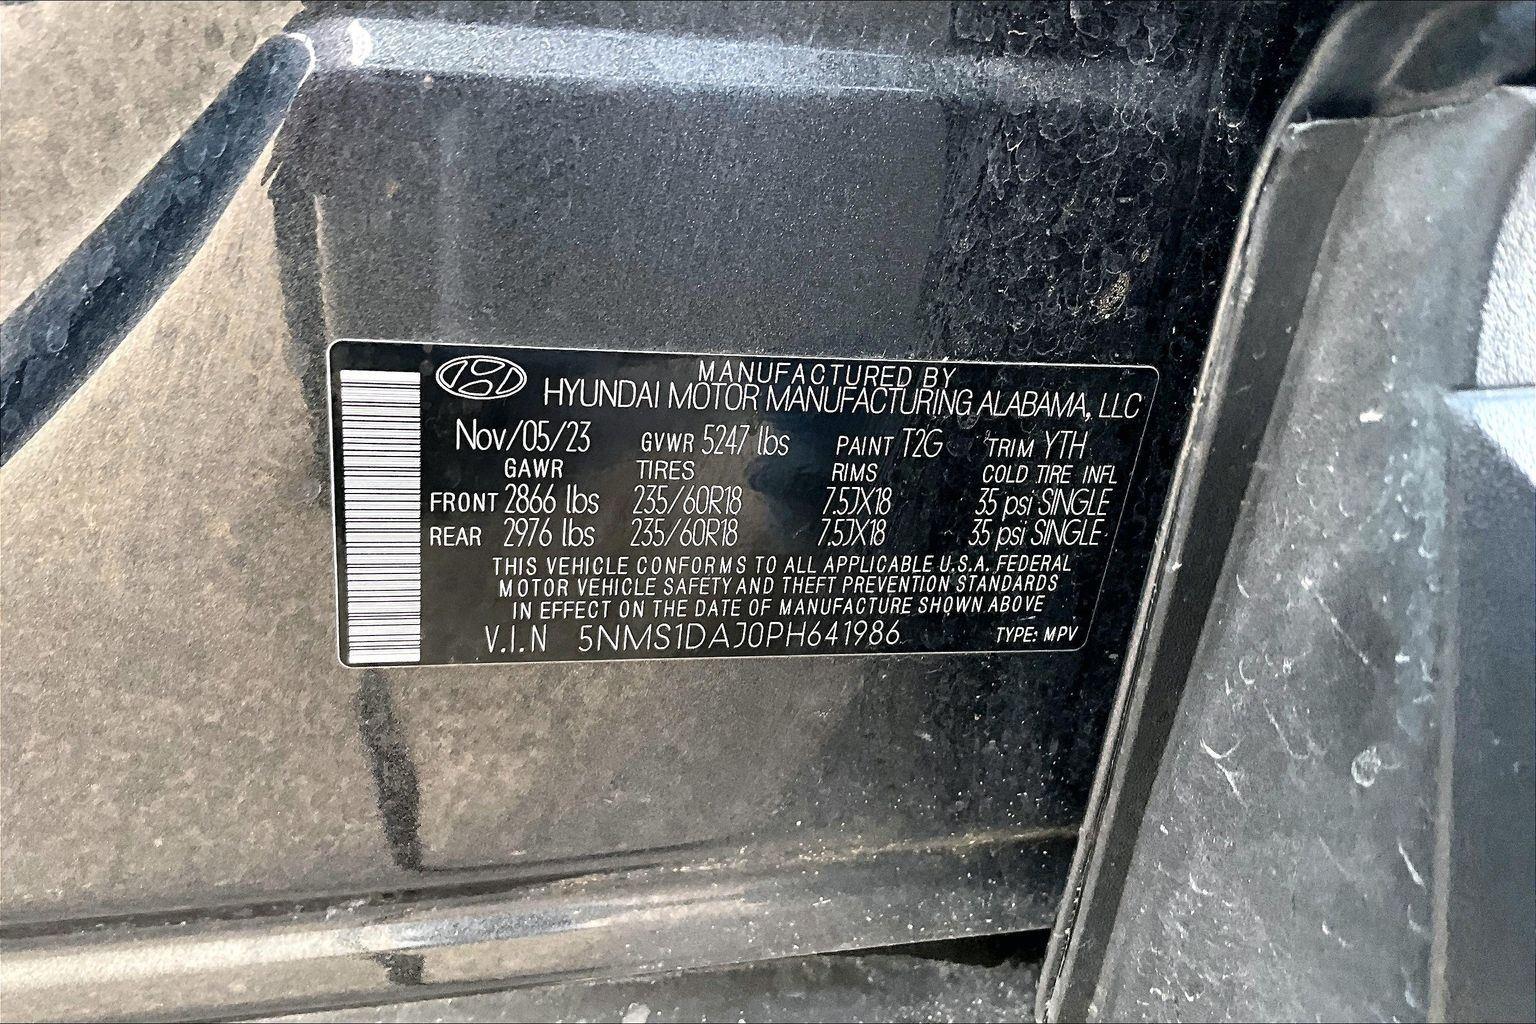 MANUFACTURED BY
HYUNDAI MOTOR MANUFACTURING ALABAMA, LLC
Nov/05/23 GVWR 5247 lbs PAINT T2G TRIM YTH
GAWR TIRES RIMS COLD TIRE INFL
FRONT 2866 lbs 235/60R18 7.5JX18 35 psi SINGLE
REAR 2976 lbs 235/60R18 7.5JX18 35 psi SINGLE
THIS VEHICLE CONFORMS TO ALL APPLICABLE U.S.A. FEDERAL
MOTOR VEHICLE SAFETY AND THEFT PREVENTION STANDARDS
IN EFFECT ON THE DATE OF MANUFACTURE SHOWN ABOVE
V.I.N 5NMS1DAJ0PH641986 TYPE: MPV